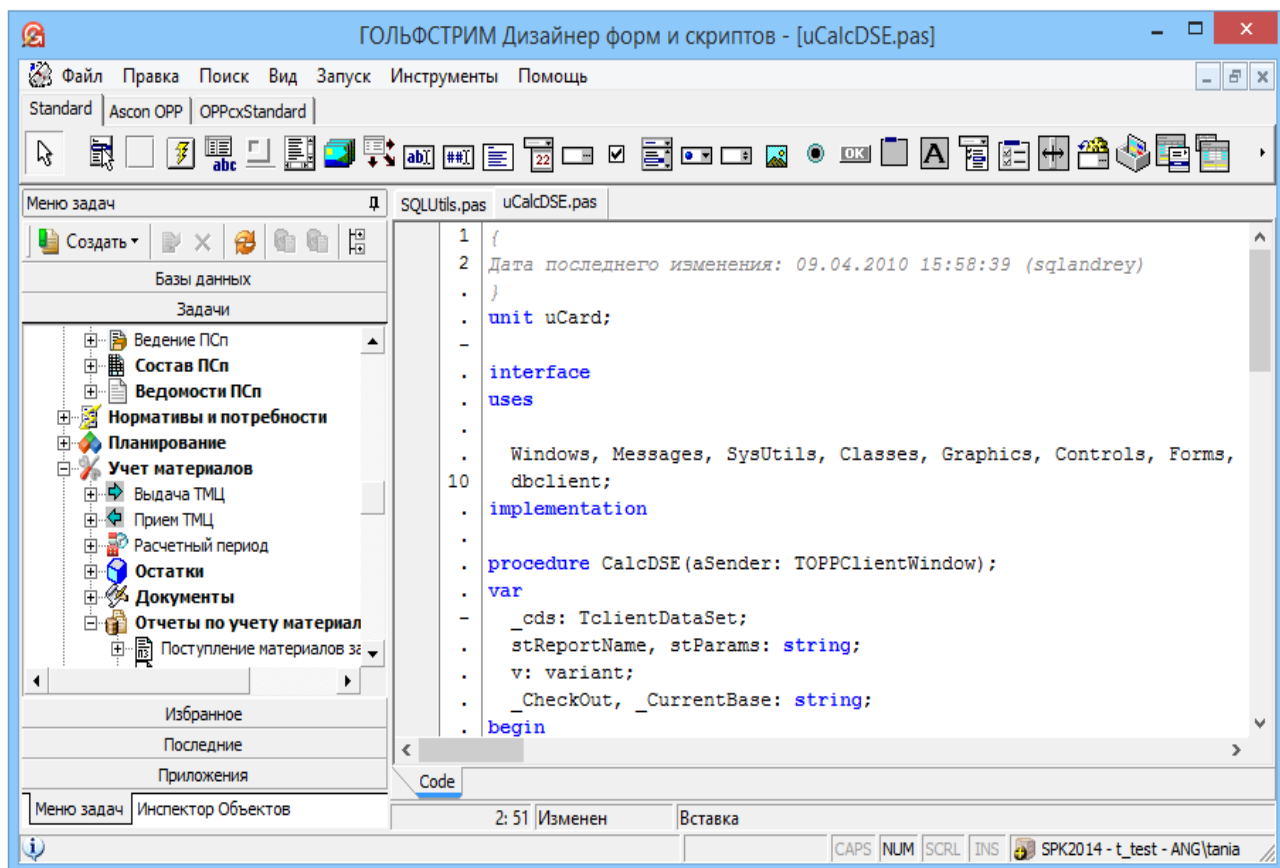 ГОЛЬФСТРИМ Дизайнер форм и скриптов - [uCalcDSE.pas]
Файл Правка Поиск Вид Запуск Инструменты Помощь
Standard Ascon OPP OPPcxStandard
abc ab ## 22 OK A
Меню задач
Создать
Базы данных
Задачи
Ведение ПСп
Состав ПСп
Ведомости ПСп
Нормативы и потребности
Планирование
Учет материалов
Выдача ТМЦ
Прием ТМЦ
Расчетный период
Остатки
Документы
Отчеты по учету материал
Поступление материалов за
Избранное
Последние
Приложения
Меню задач Инспектор Объектов
SQLUtils.pas uCalcDSE.pas
1 {
2 Дата последнего изменения: 09.04.2010 15:58:39 (sqlandrey)
. }
. unit uCard;
-
. interface
. uses
.
. Windows, Messages, SysUtils, Classes, Graphics, Controls, Forms,
10 dbclient;
. implementation
.
. procedure CalcDSE(aSender: TOPPClientWindow);
. var
- _cds: TclientDataSet;
. stReportName, stParams: string;
. v: variant;
. _CheckOut, _CurrentBase: string;
. begin
Code
2: 51 Изменен Вставка
CAPS NUM SCRL INS SPK2014 - t_test - ANG\tania